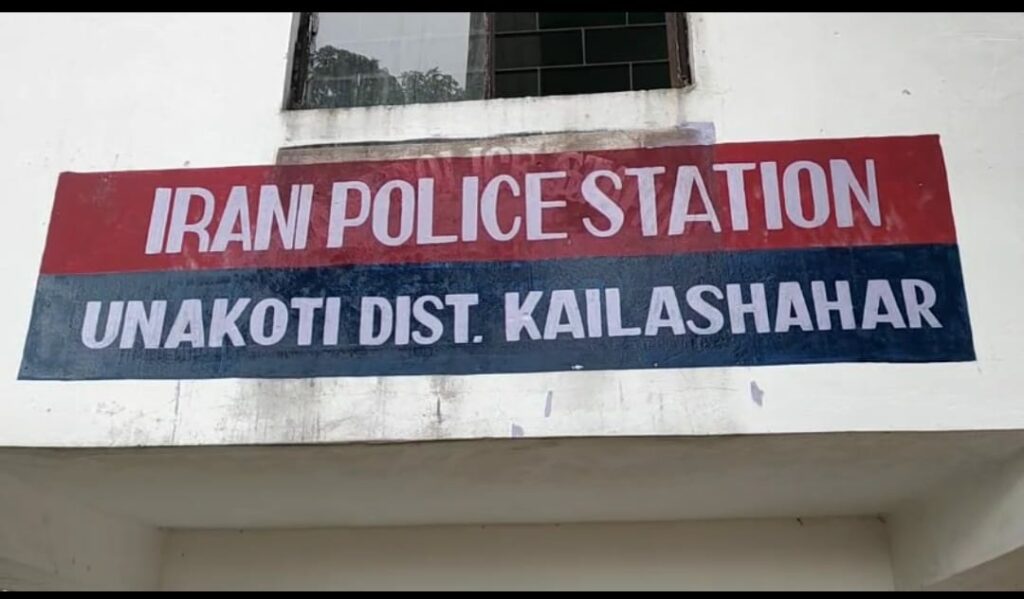 IRANI POLICE STATION
UNAKOTI DIST. KAILASHAHAR